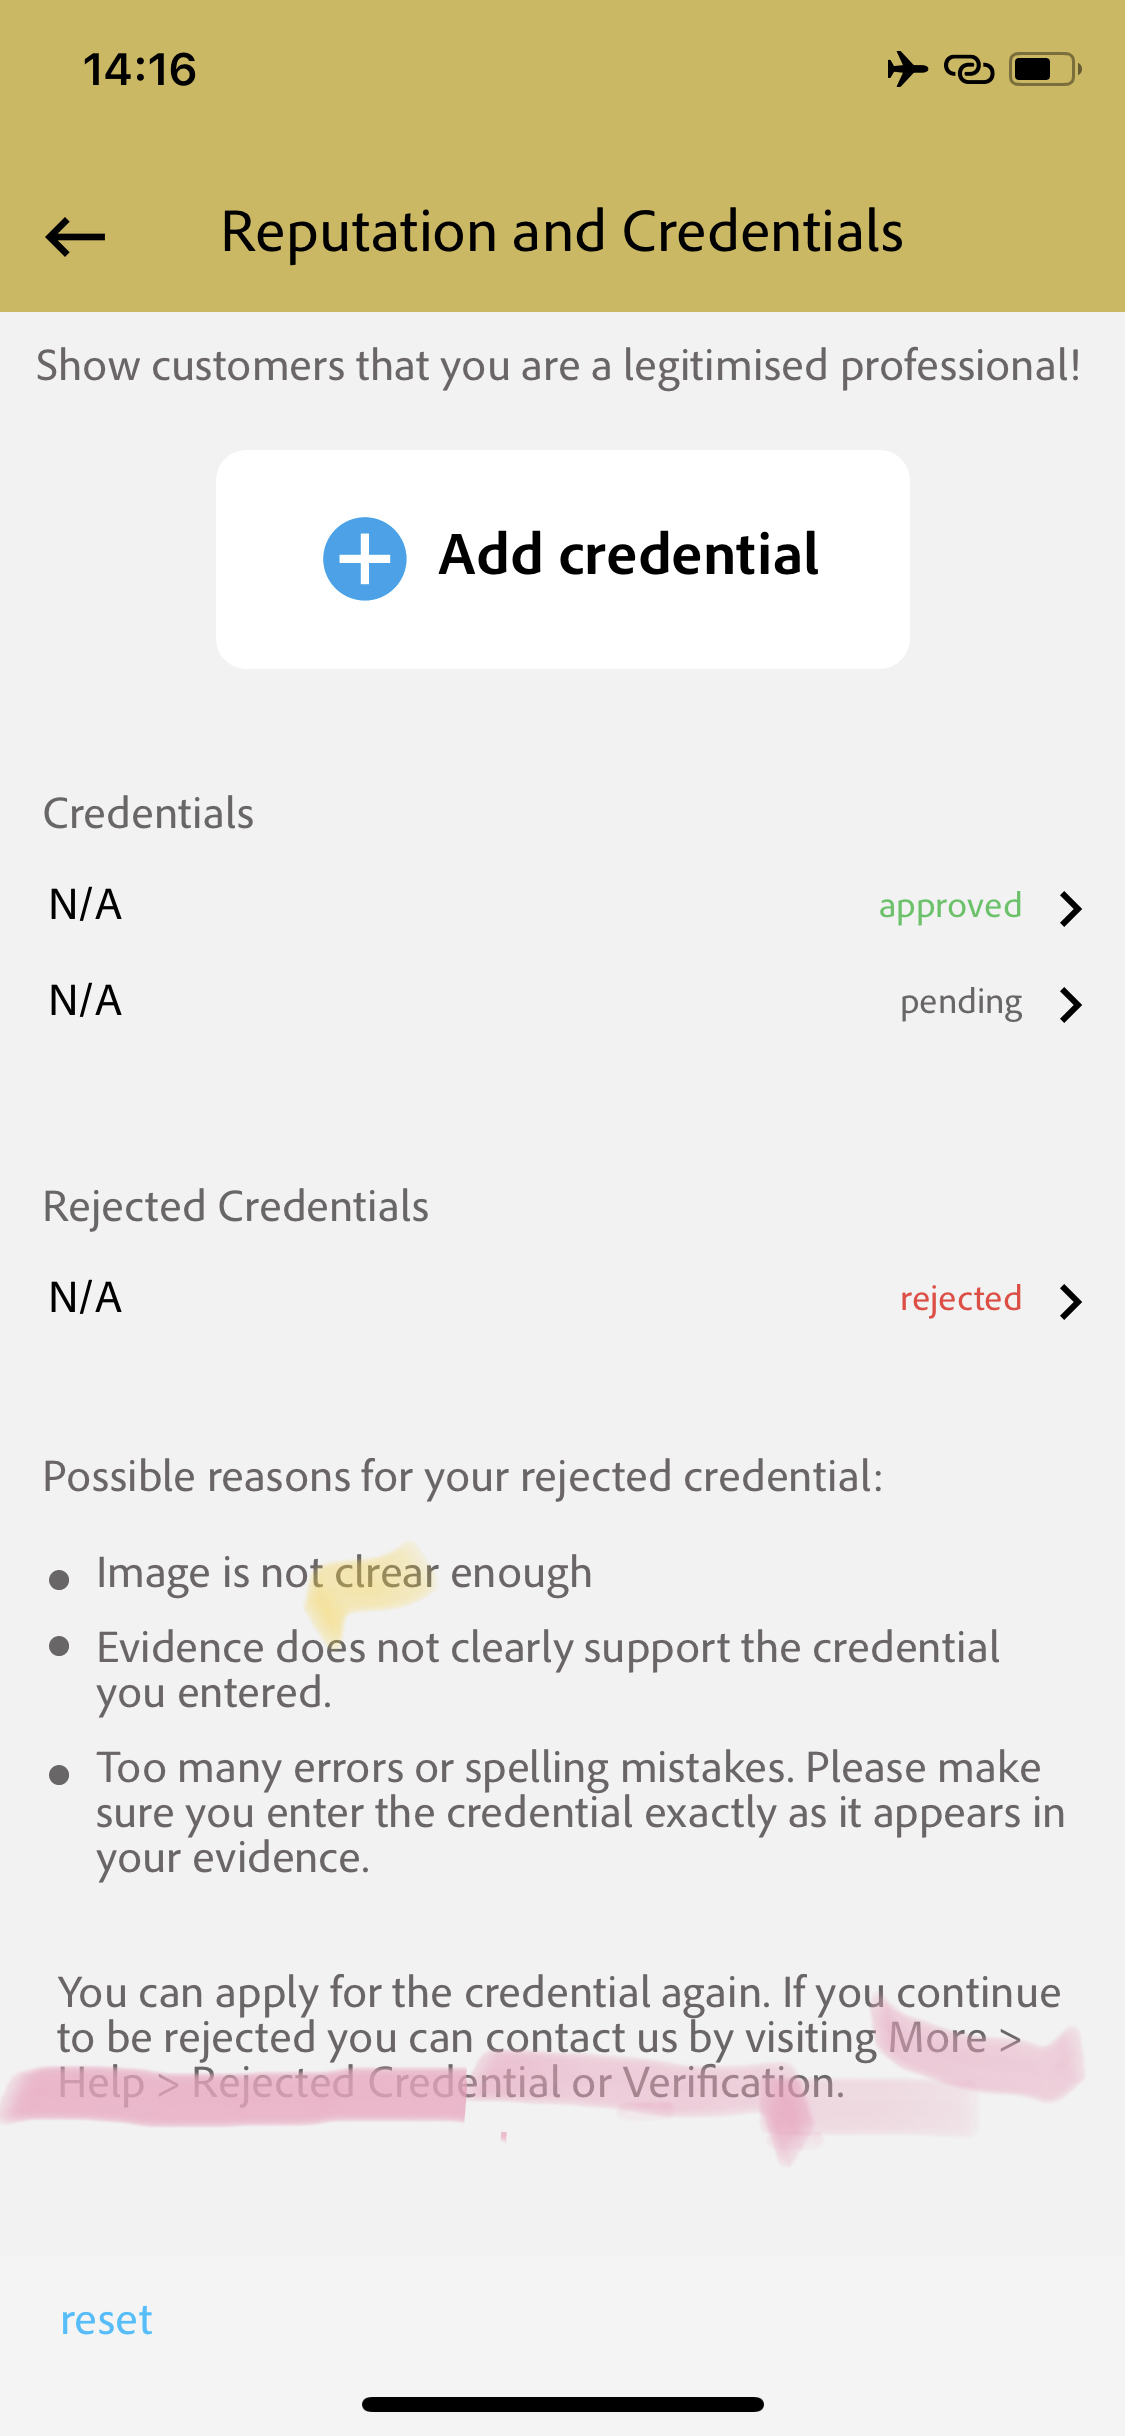 14:16
Reputation and Credentials
Show customers that you are a legitimised professional!
Add credential
Credentials
N/A approved
N/A pending
Rejected Credentials
N/A rejected
Possible reasons for your rejected credential:
Image is not clrear enough
Evidence does not clearly support the credential
you entered.
Too many errors or spelling mistakes. Please make
sure you enter the credential exactly as it appears in
your evidence.
You can apply for the credential again. If you continue
to be rejected you can contact us by visiting More >
Help > Rejected Credential or Verification.
reset